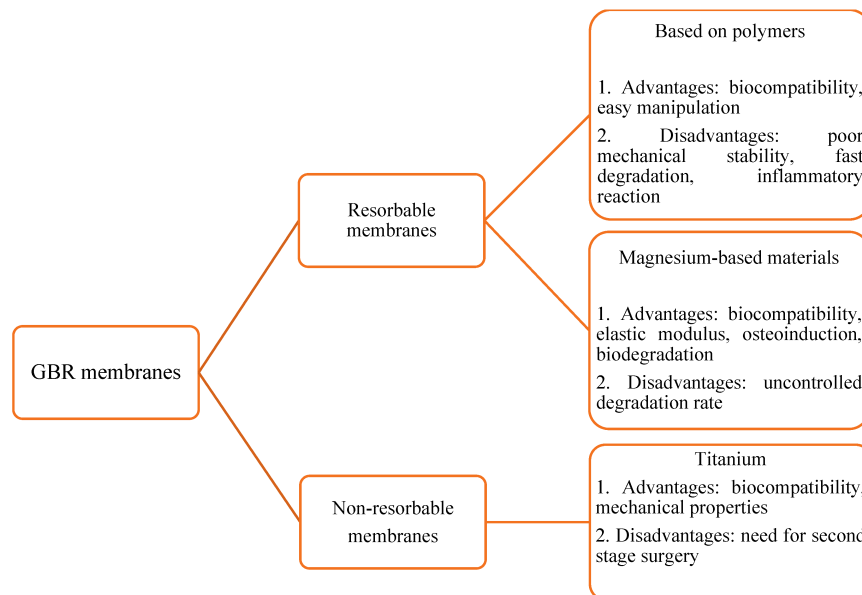 GBR membranes
Resorbable
membranes
Based on polymers
1. Advantages: biocompatibility,
easy manipulation
2. Disadvantages: poor
mechanical stability, fast
degradation, inflammatory
reaction
Magnesium-based materials
1. Advantages: biocompatibility,
elastic modulus, osteoinduction,
biodegradation
2. Disadvantages: uncontrolled
degradation rate
Non-resorbable
membranes
Titanium
1. Advantages: biocompatibility,
mechanical properties
2. Disadvantages: need for second
stage surgery